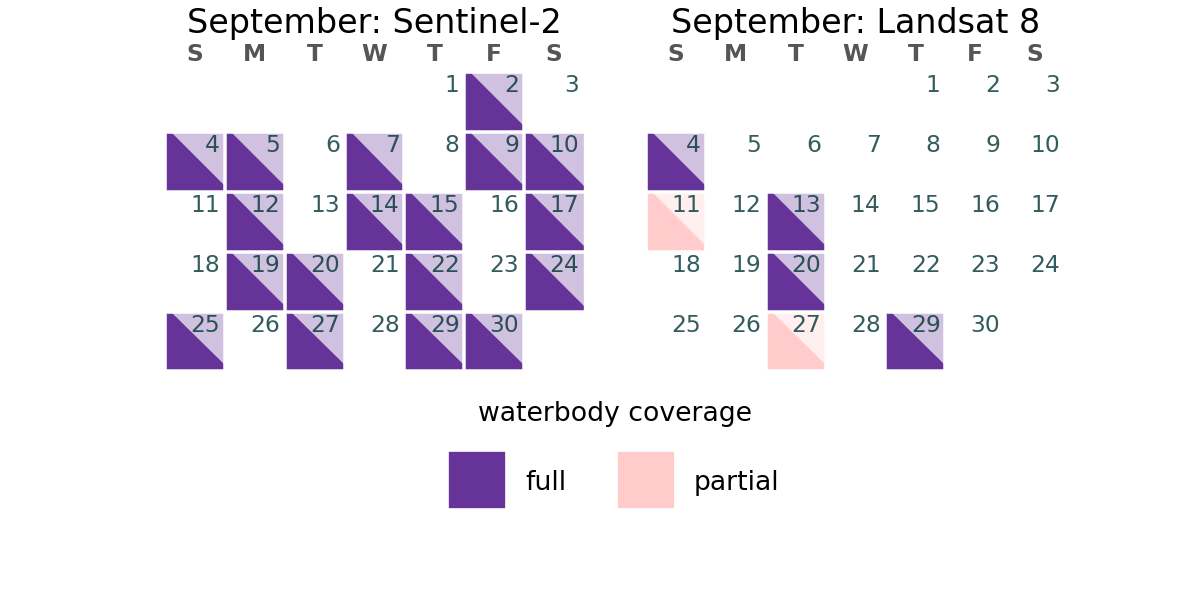 September: Sentinel-2
S M T W T F S
1 2 3
4 5 6 7 8 9 10
11 12 13 14 15 16 17
18 19 20 21 22 23 24
25 26 27 28 29 30
September: Landsat 8
S M T W T F S
1 2 3
4 5 6 7 8 9 10
11 12 13 14 15 16 17
18 19 20 21 22 23 24
25 26 27 28 29 30
waterbody coverage
full partial